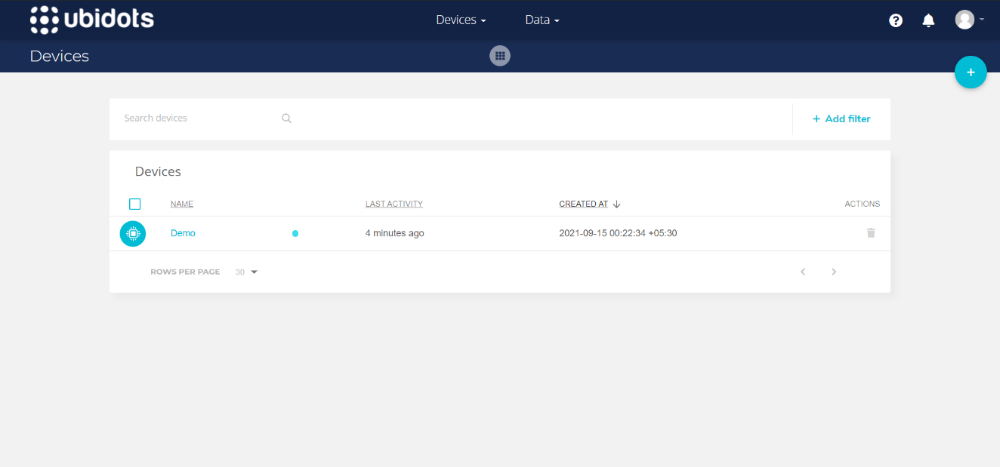 ubidots
Devices
Data
Devices
Search devices
+ Add filter
Devices
NAME LAST ACTIVITY CREATED AT ACTIONS
Demo 4 minutes ago 2021-09-15 00:22:34 +05:30
ROWS PER PAGE 30